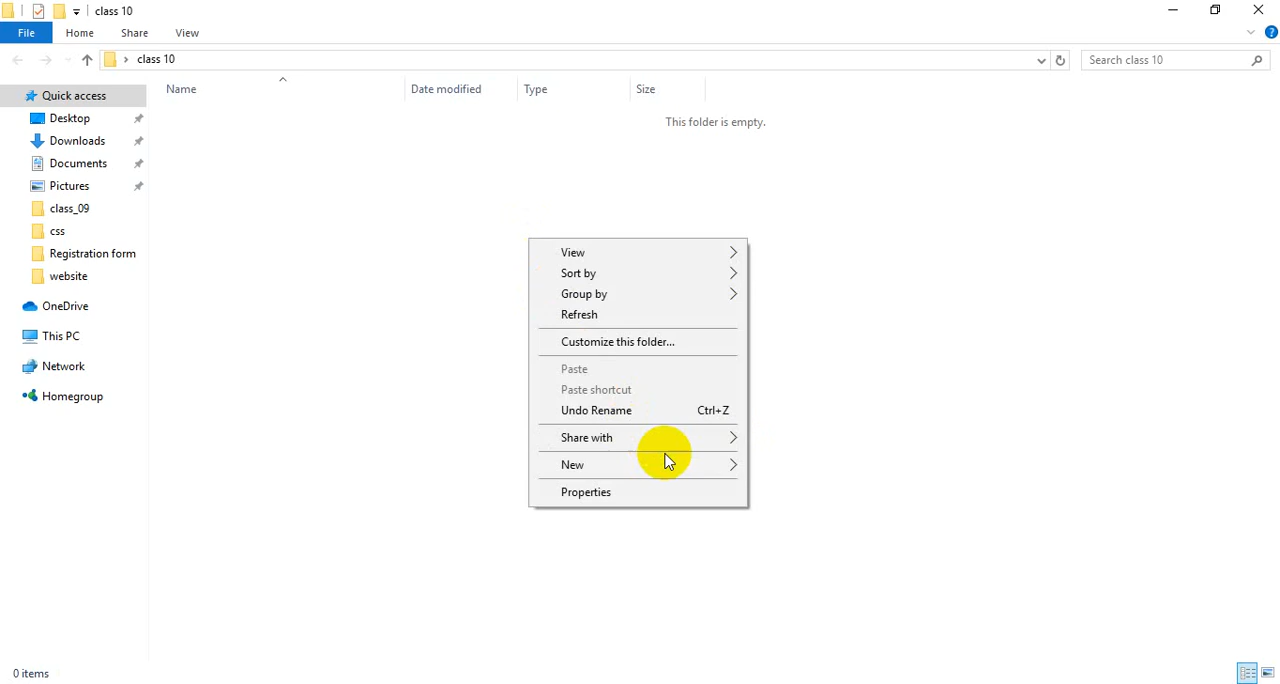 class 10
File Home Share View
class 10
Search class 10
Name Date modified Type Size
This folder is empty.
Quick access
Desktop
Downloads
Documents
Pictures
class_09
css
Registration form
website
OneDrive
This PC
Network
Homegroup
View
Sort by
Group by
Refresh
Customize this folder...
Paste
Paste shortcut
Undo Rename Ctrl+Z
Share with
New
Properties
0 items